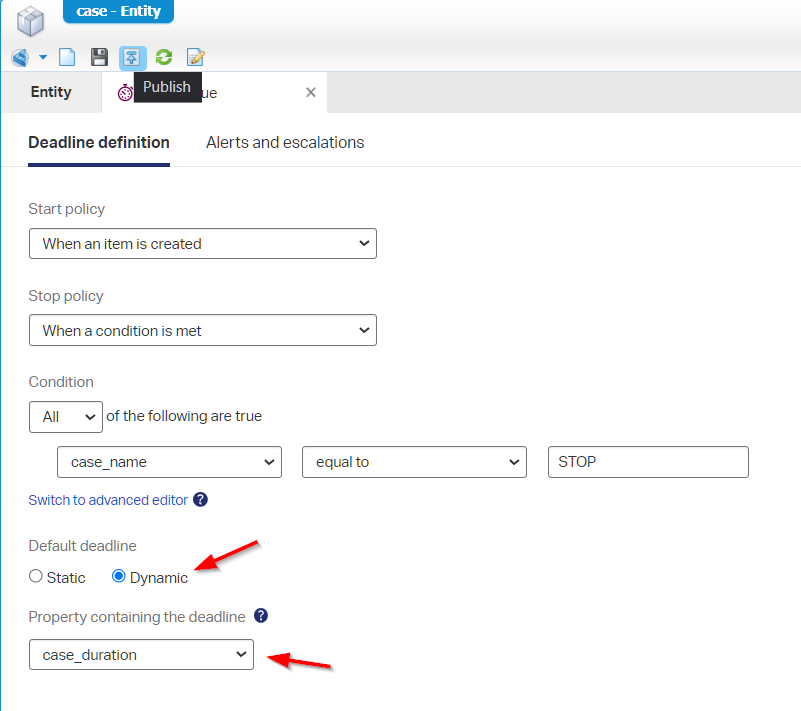 case - Entity
Entity
Publish
ue
Deadline definition
Alerts and escalations
Start policy
When an item is created
Stop policy
When a condition is met
Condition
All of the following are true
case_name equal to STOP
Switch to advanced editor ?
Default deadline
Static Dynamic
Property containing the deadline ?
case_duration